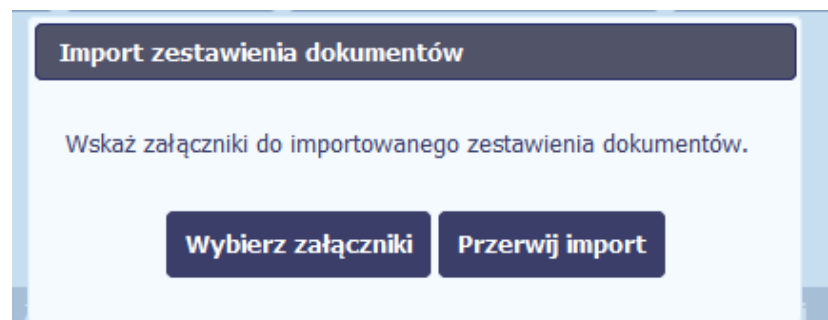 Import zestawienia dokumentów
Wskaż załączniki do importowanego zestawienia dokumentów.
Wybierz załączniki Przerwij import